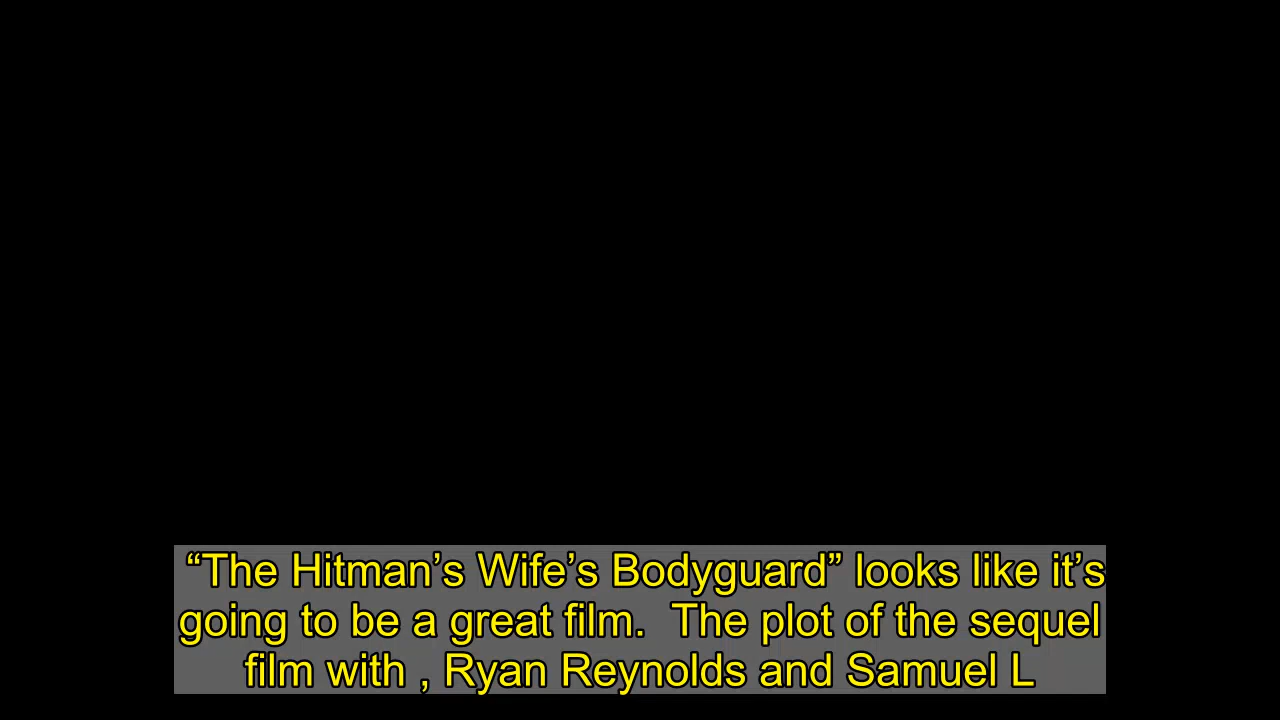 “The Hitman’s Wife’s Bodyguard” looks like it’s
going to be a great film.  The plot of the sequel
film with , Ryan Reynolds and Samuel L